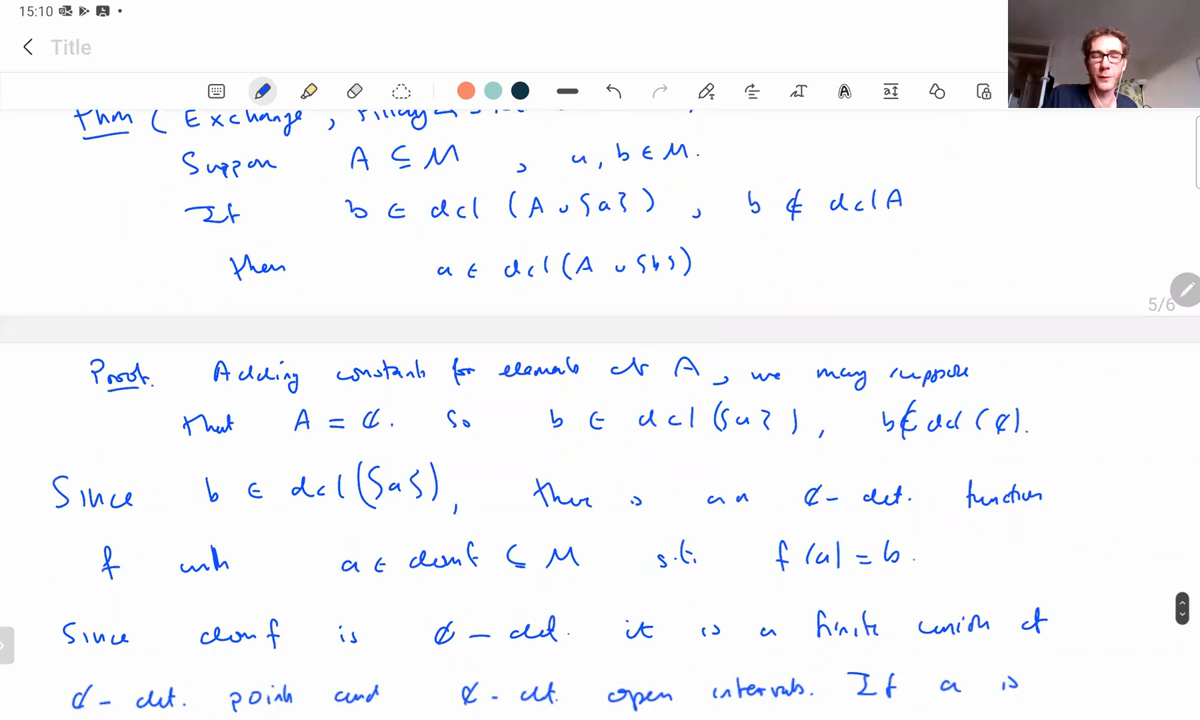 15:10
Title
Thm ( Exchange,
Suppose A ⊆ M , a, b ∈ M.
If b ∈ dcl (A ∪ {a}) , b ∉ dcl A
then a ∈ dcl (A ∪ {b})
5/6
Proof. Adding constants for elements of A, we may suppose
that A = ∅. So b ∈ dcl ({a}), b ∉ dcl (∅).
Since b ∈ dcl ({a}), there is an ∅-def. function
f with a ∈ dom f ⊆ M s.t. f(a) = b.
Since dom f is ∅-def. it is a finite union of
∅-def. points and ∅-def. open intervals. If a is